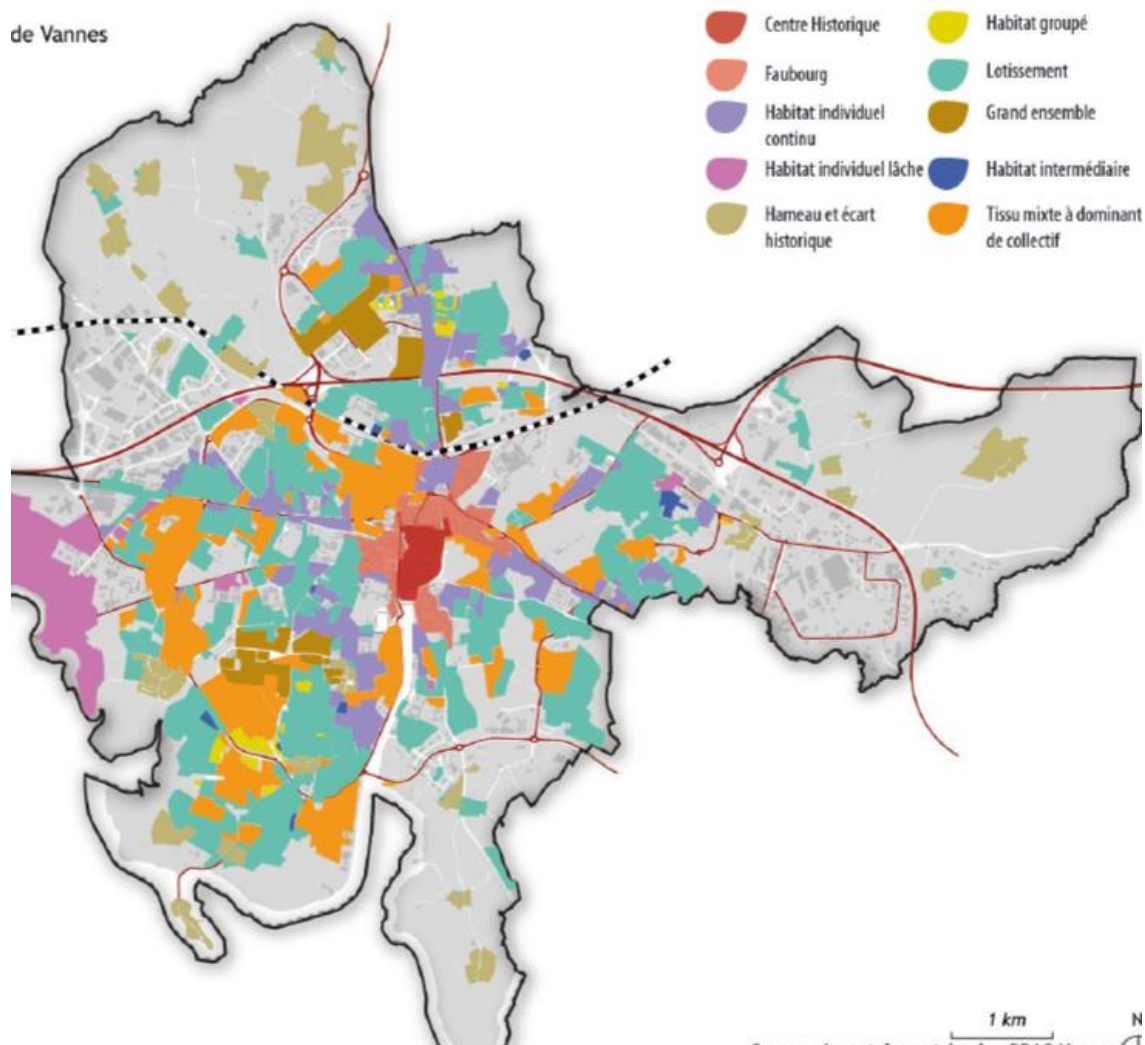 de Vannes
Centre Historique
Faubourg
Habitat individuel
continu
Habitat individuel lâche
Hameau et écart
historique
Habitat groupé
Lotissement
Grand ensemble
Habitat intermédiaire
Tissu mixte à dominant
de collectif
1 km
N